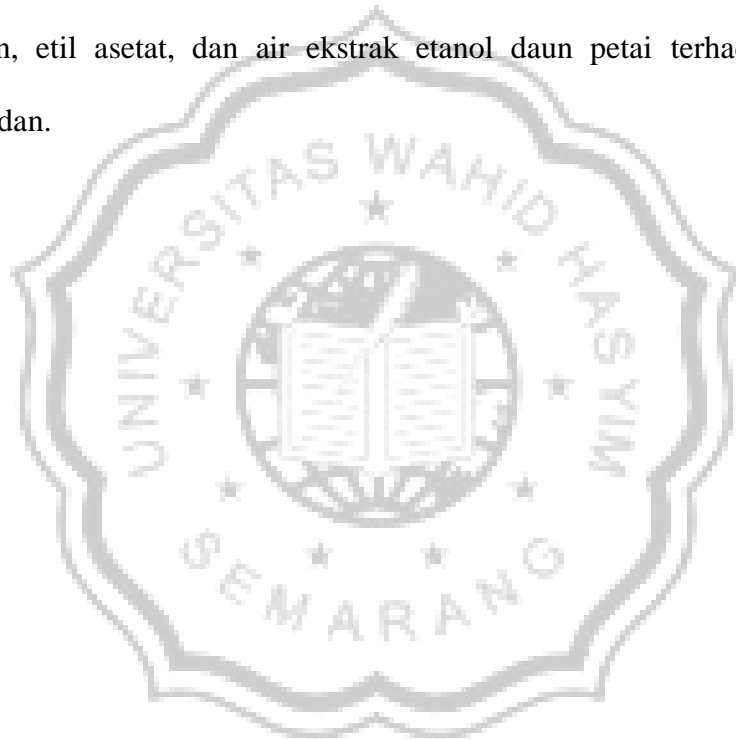 n, etil asetat, dan air ekstrak etanol daun petai terhad
dan.
UNIVERSITAS WAHID HASYIM
SEMARANG